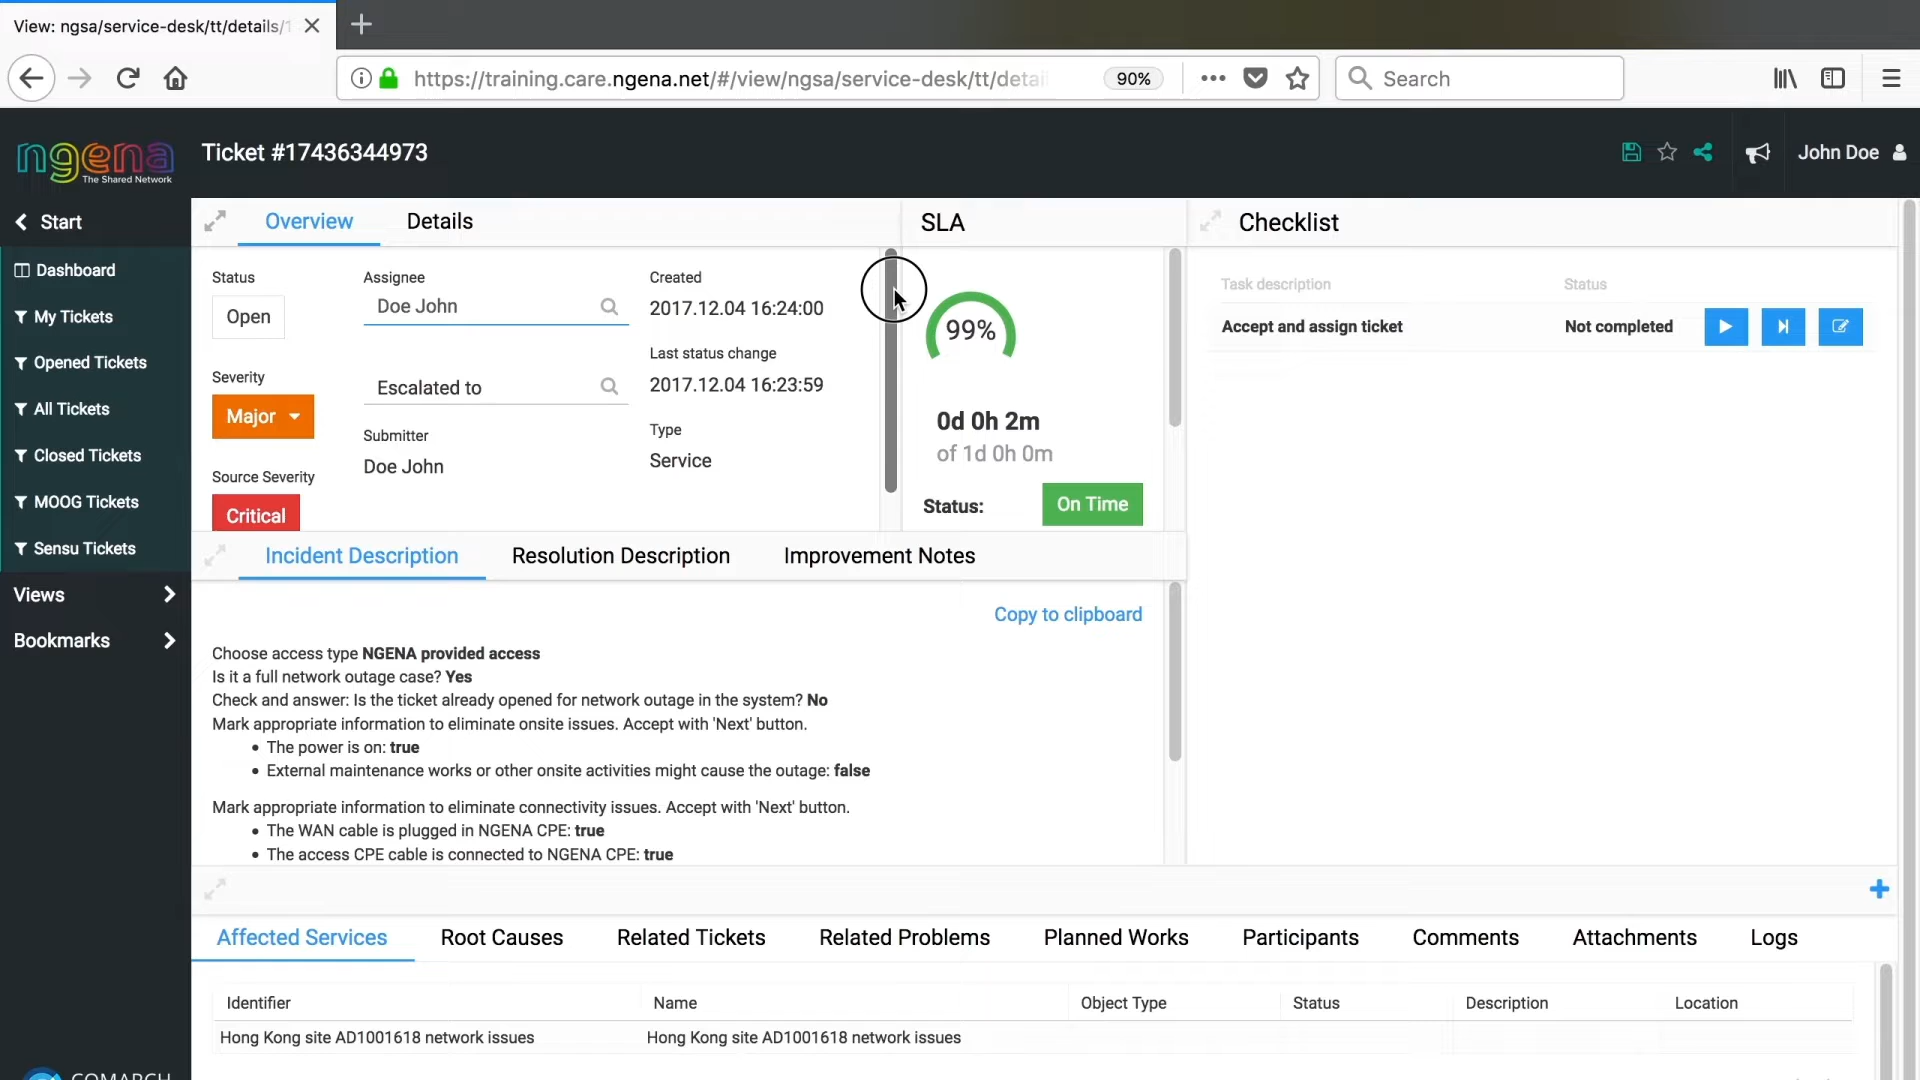 View: ngsa/service-desk/tt/details/1
https://training.care.ngena.net/#/view/ngsa/service-desk/tt/detai
90%
Search
ngena
The Shared Network
Ticket #17436344973
John Doe
Start
Dashboard
My Tickets
Opened Tickets
All Tickets
Closed Tickets
MOOG Tickets
Sensu Tickets
Views
Bookmarks
COMARCH
Overview
Details
SLA
Checklist
Status
Open
Severity
Major
Source Severity
Critical
Assignee
Doe John
Escalated to
Submitter
Doe John
Created
2017.12.04 16:24:00
Last status change
2017.12.04 16:23:59
Type
Service
99%
0d 0h 2m
of 1d 0h 0m
Status: On Time
Task description Status
Accept and assign ticket Not completed
Incident Description
Resolution Description
Improvement Notes
Copy to clipboard
Choose access type NGENA provided access
Is it a full network outage case? Yes
Check and answer: Is the ticket already opened for network outage in the system? No
Mark appropriate information to eliminate onsite issues. Accept with 'Next' button.
• The power is on: true
• External maintenance works or other onsite activities might cause the outage: false
Mark appropriate information to eliminate connectivity issues. Accept with 'Next' button.
• The WAN cable is plugged in NGENA CPE: true
• The access CPE cable is connected to NGENA CPE: true
Affected Services
Root Causes
Related Tickets
Related Problems
Planned Works
Participants
Comments
Attachments
Logs
Identifier Name Object Type Status Description Location
Hong Kong site AD1001618 network issues Hong Kong site AD1001618 network issues